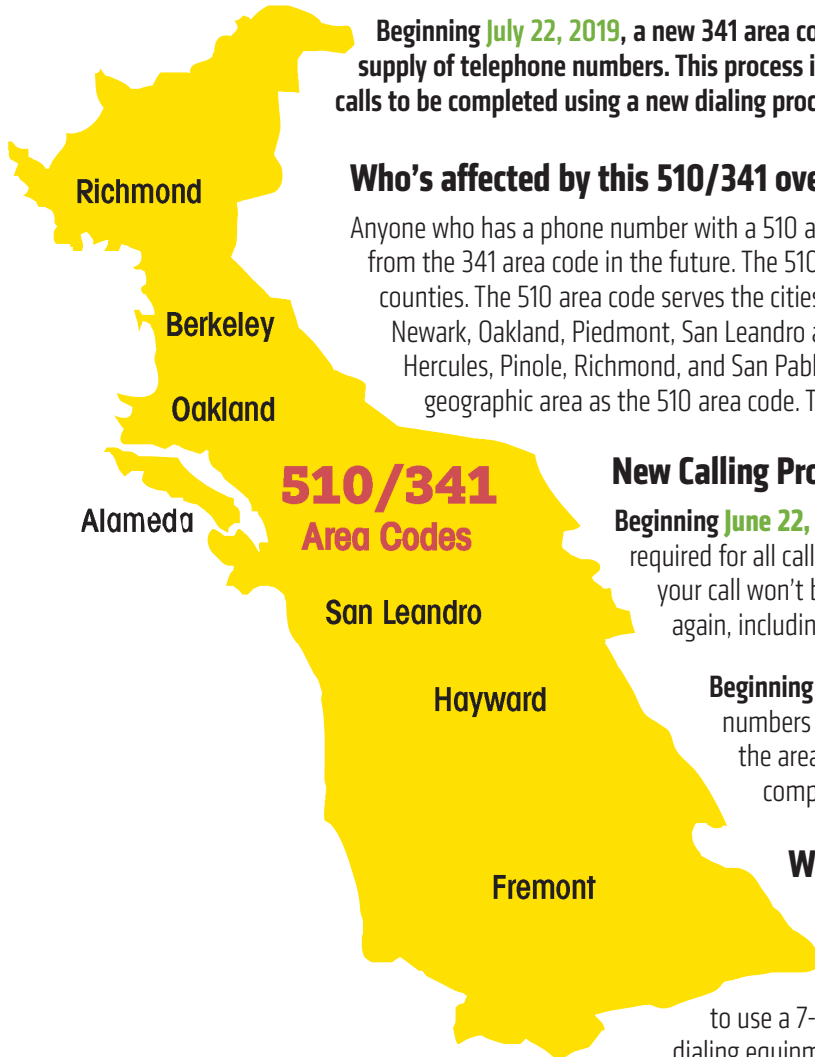 Beginning July 22, 2019, a new 341 area co
supply of telephone numbers. This process i
calls to be completed using a new dialing proc
Who's affected by this 510/341 ove
Anyone who has a phone number with a 510 a
from the 341 area code in the future. The 510
counties. The 510 area code serves the cities
Newark, Oakland, Piedmont, San Leandro a
Hercules, Pinole, Richmond, and San Pabl
geographic area as the 510 area code. T
Richmond
Berkeley
Oakland
510/341
Area Codes
Alameda
San Leandro
Hayward
Fremont
New Calling Pro
Beginning June 22,
required for all call
your call won't b
again, includin
Beginning
numbers
the area
comp
W
to use a 7-
dialing equipm